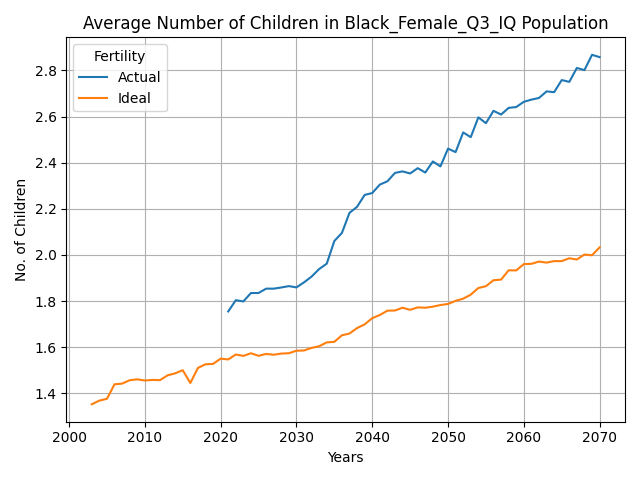 Average Number of Children in Black_Female_Q3_IQ Population
Fertility
Actual
Ideal
No. of Children
2.8
2.6
2.4
2.2
2.0
1.8
1.6
1.4
2000 2010 2020 2030 2040 2050 2060 2070
Years